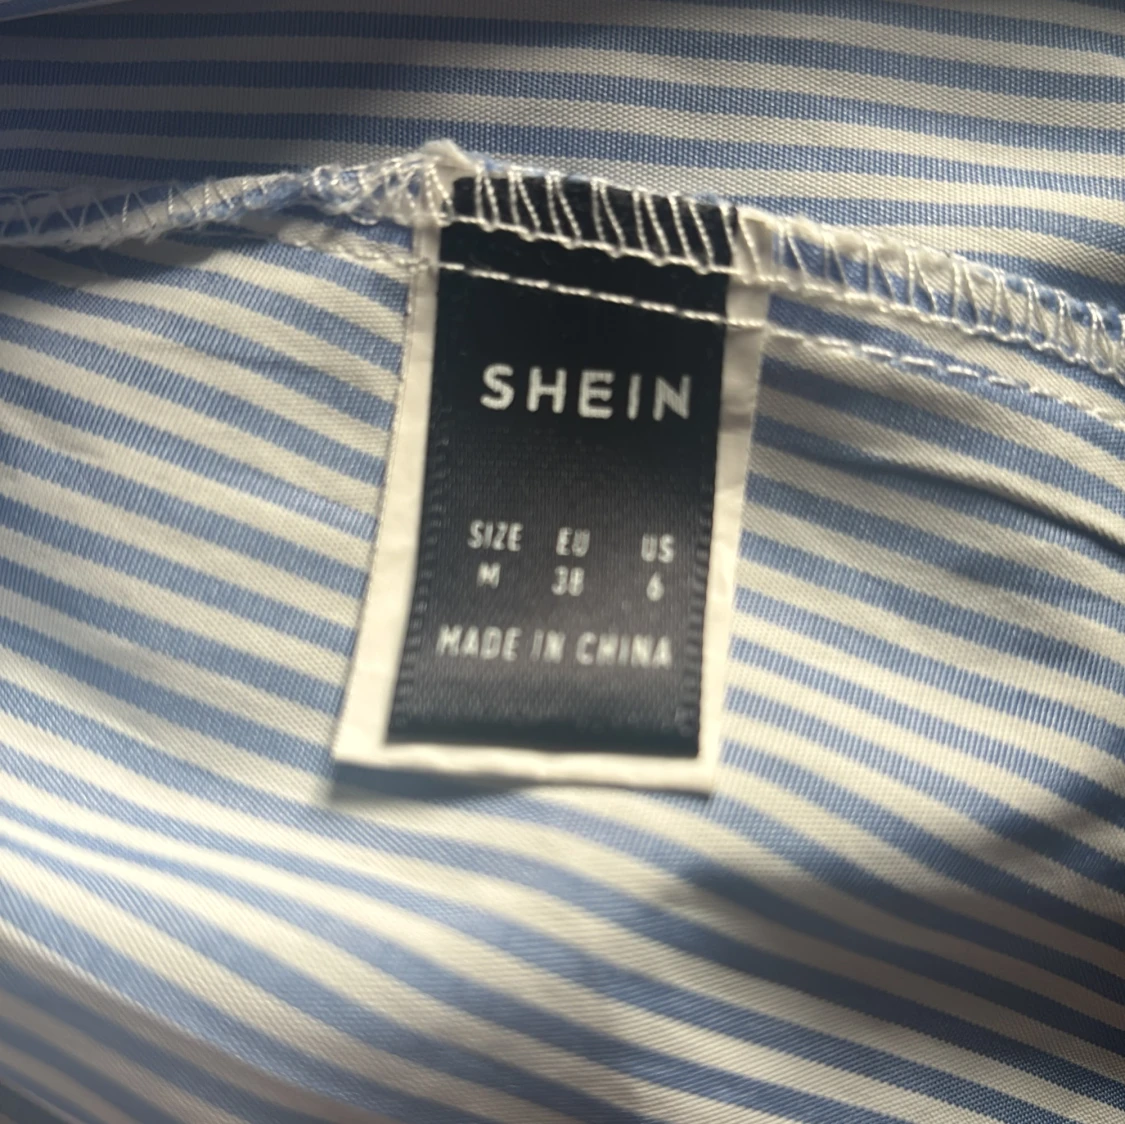 SHEIN
SIZE EU US
M 38 6
MADE IN CHINA